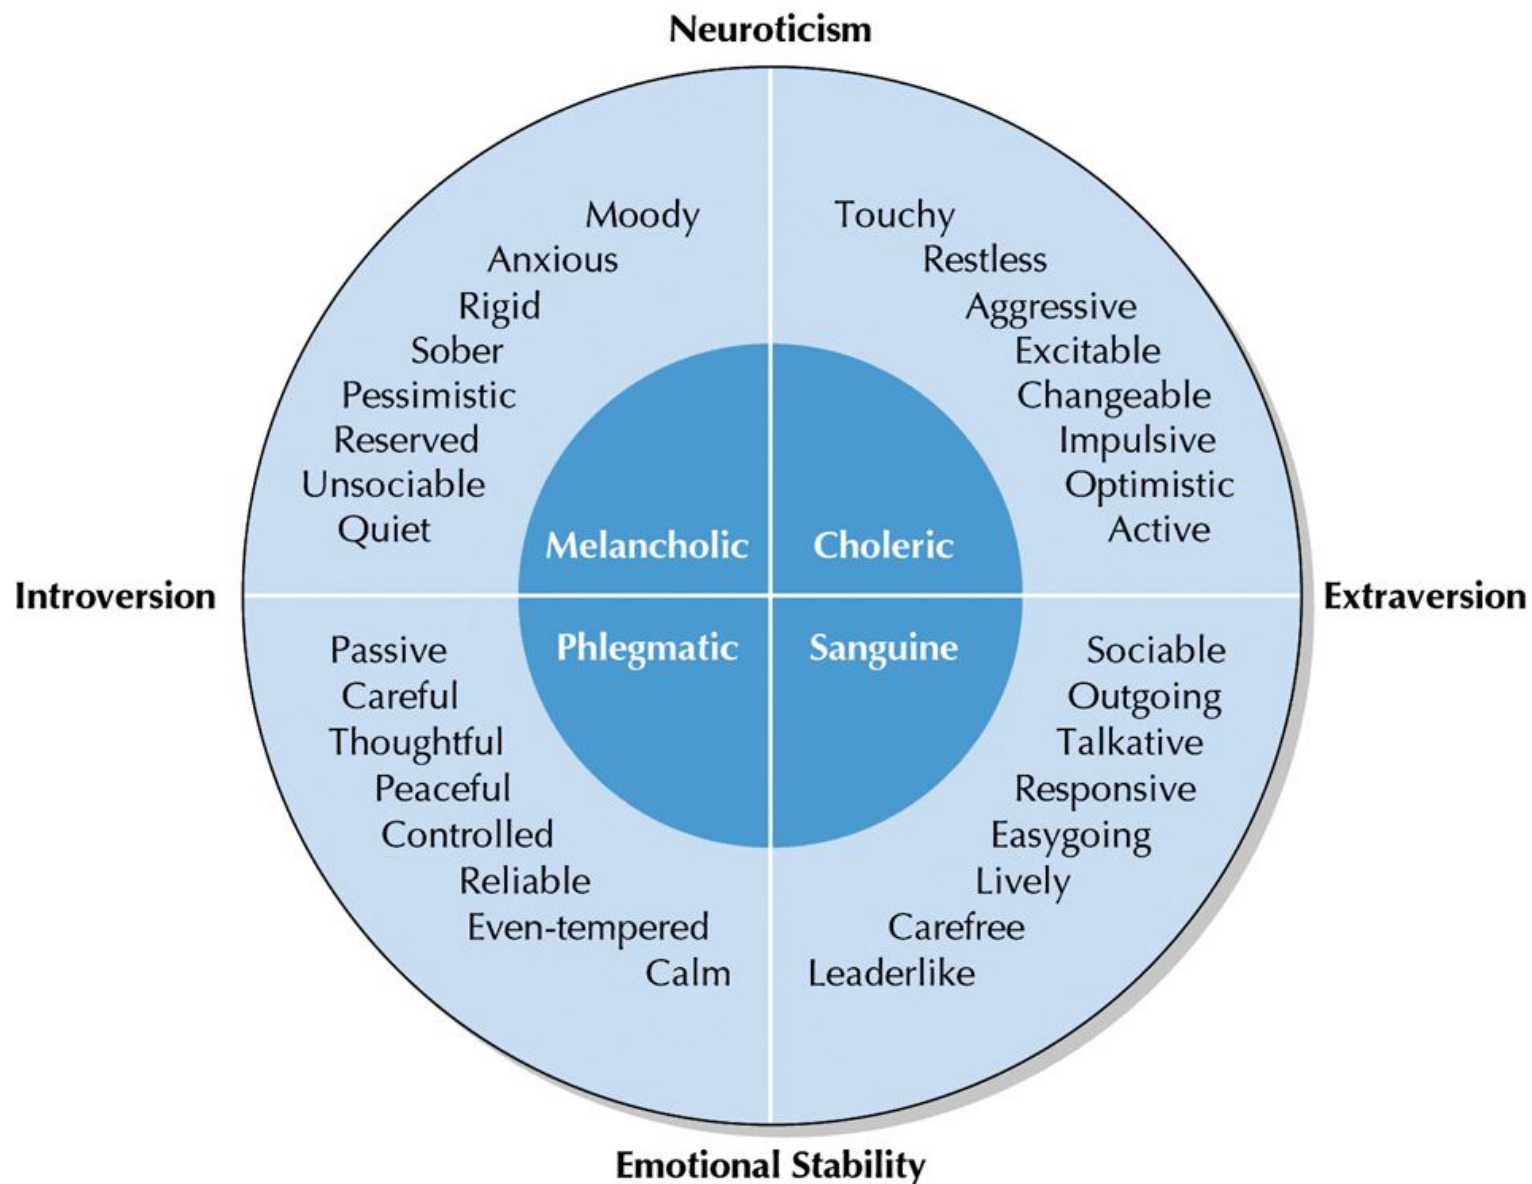 Neuroticism
Moody
Anxious
Rigid
Sober
Pessimistic
Reserved
Unsociable
Quiet
Touchy
Restless
Aggressive
Excitable
Changeable
Impulsive
Optimistic
Active
Melancholic
Choleric
Introversion
Extraversion
Phlegmatic
Sanguine
Passive
Careful
Thoughtful
Peaceful
Controlled
Reliable
Even-tempered
Calm
Sociable
Outgoing
Talkative
Responsive
Easygoing
Lively
Carefree
Leaderlike
Emotional Stability